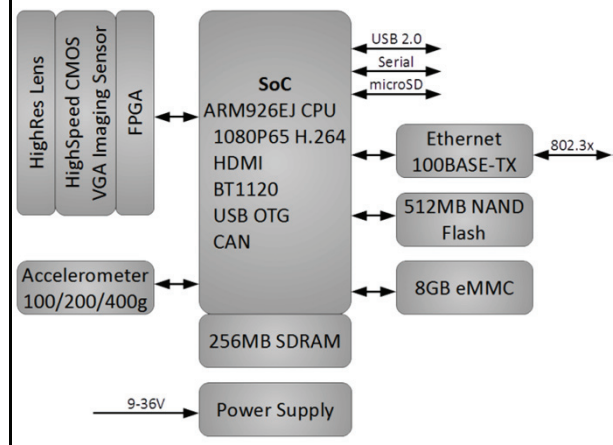 HighRes Lens
HighSpeed CMOS
VGA Imaging Sensor
FPGA
SoC
ARM926EJ CPU
1080P65 H.264
HDMI
BT1120
USB OTG
CAN
USB 2.0
Serial
microSD
Ethernet
100BASE-TX
802.3x
512MB NAND
Flash
Accelerometer
100/200/400g
8GB eMMC
256MB SDRAM
9-36V
Power Supply